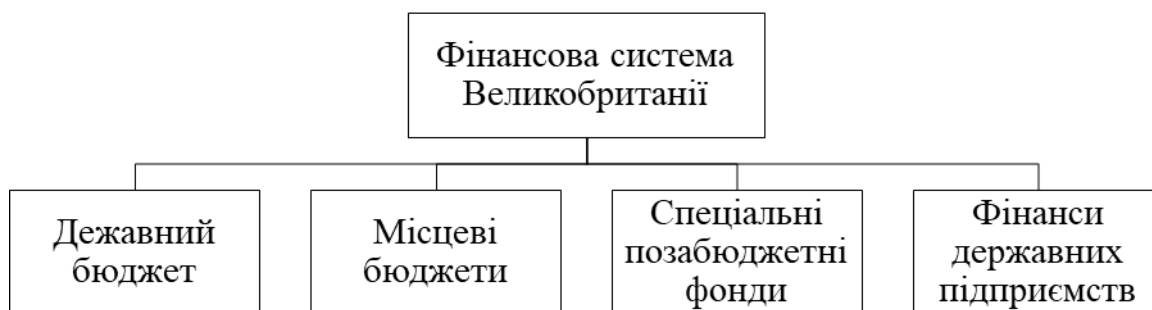 Фінансова система
Великобританії
Дежавний
бюджет
Місцеві
бюджети
Спеціальні
позабюджетні
фонди
Фінанси
державних
підприємств